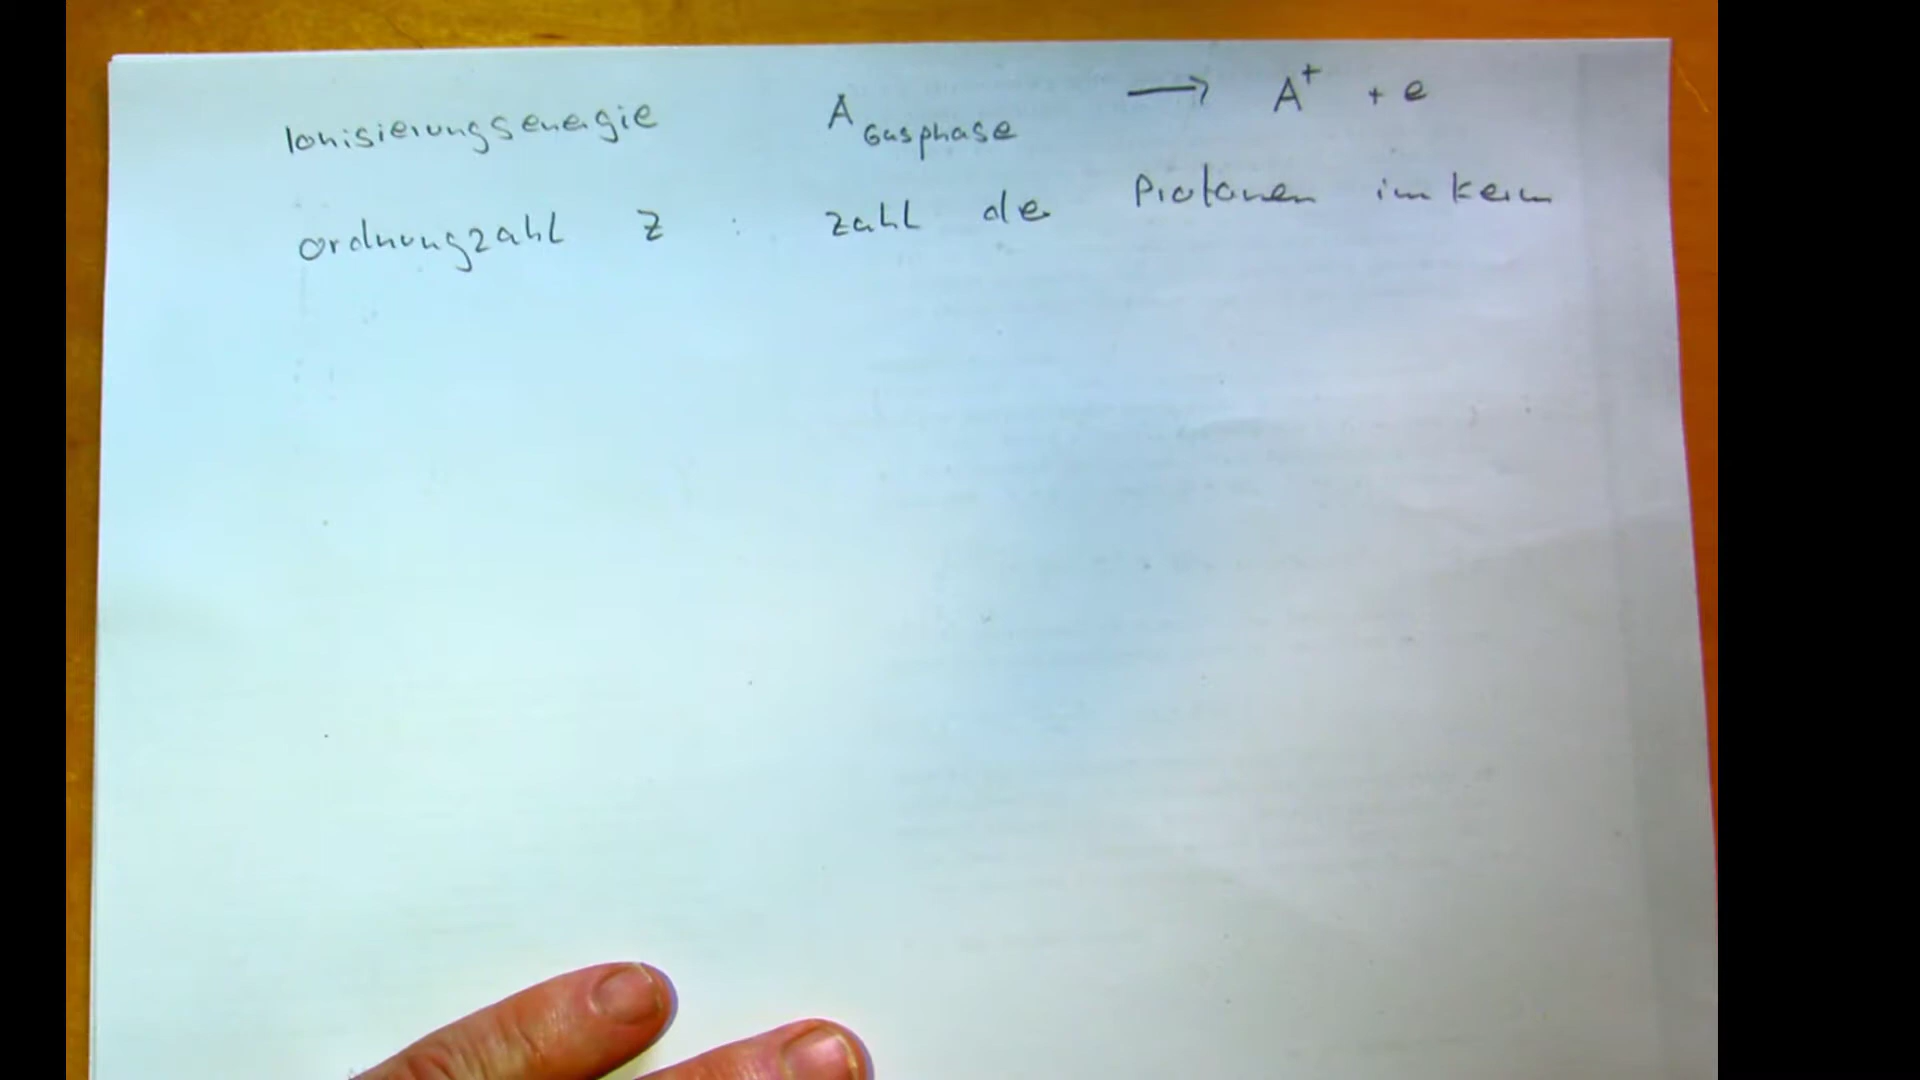 Ionisierungsenergie A Gasphase → A⁺ + e
Ordnungzahl Z : Zahl der Protonen im Kern